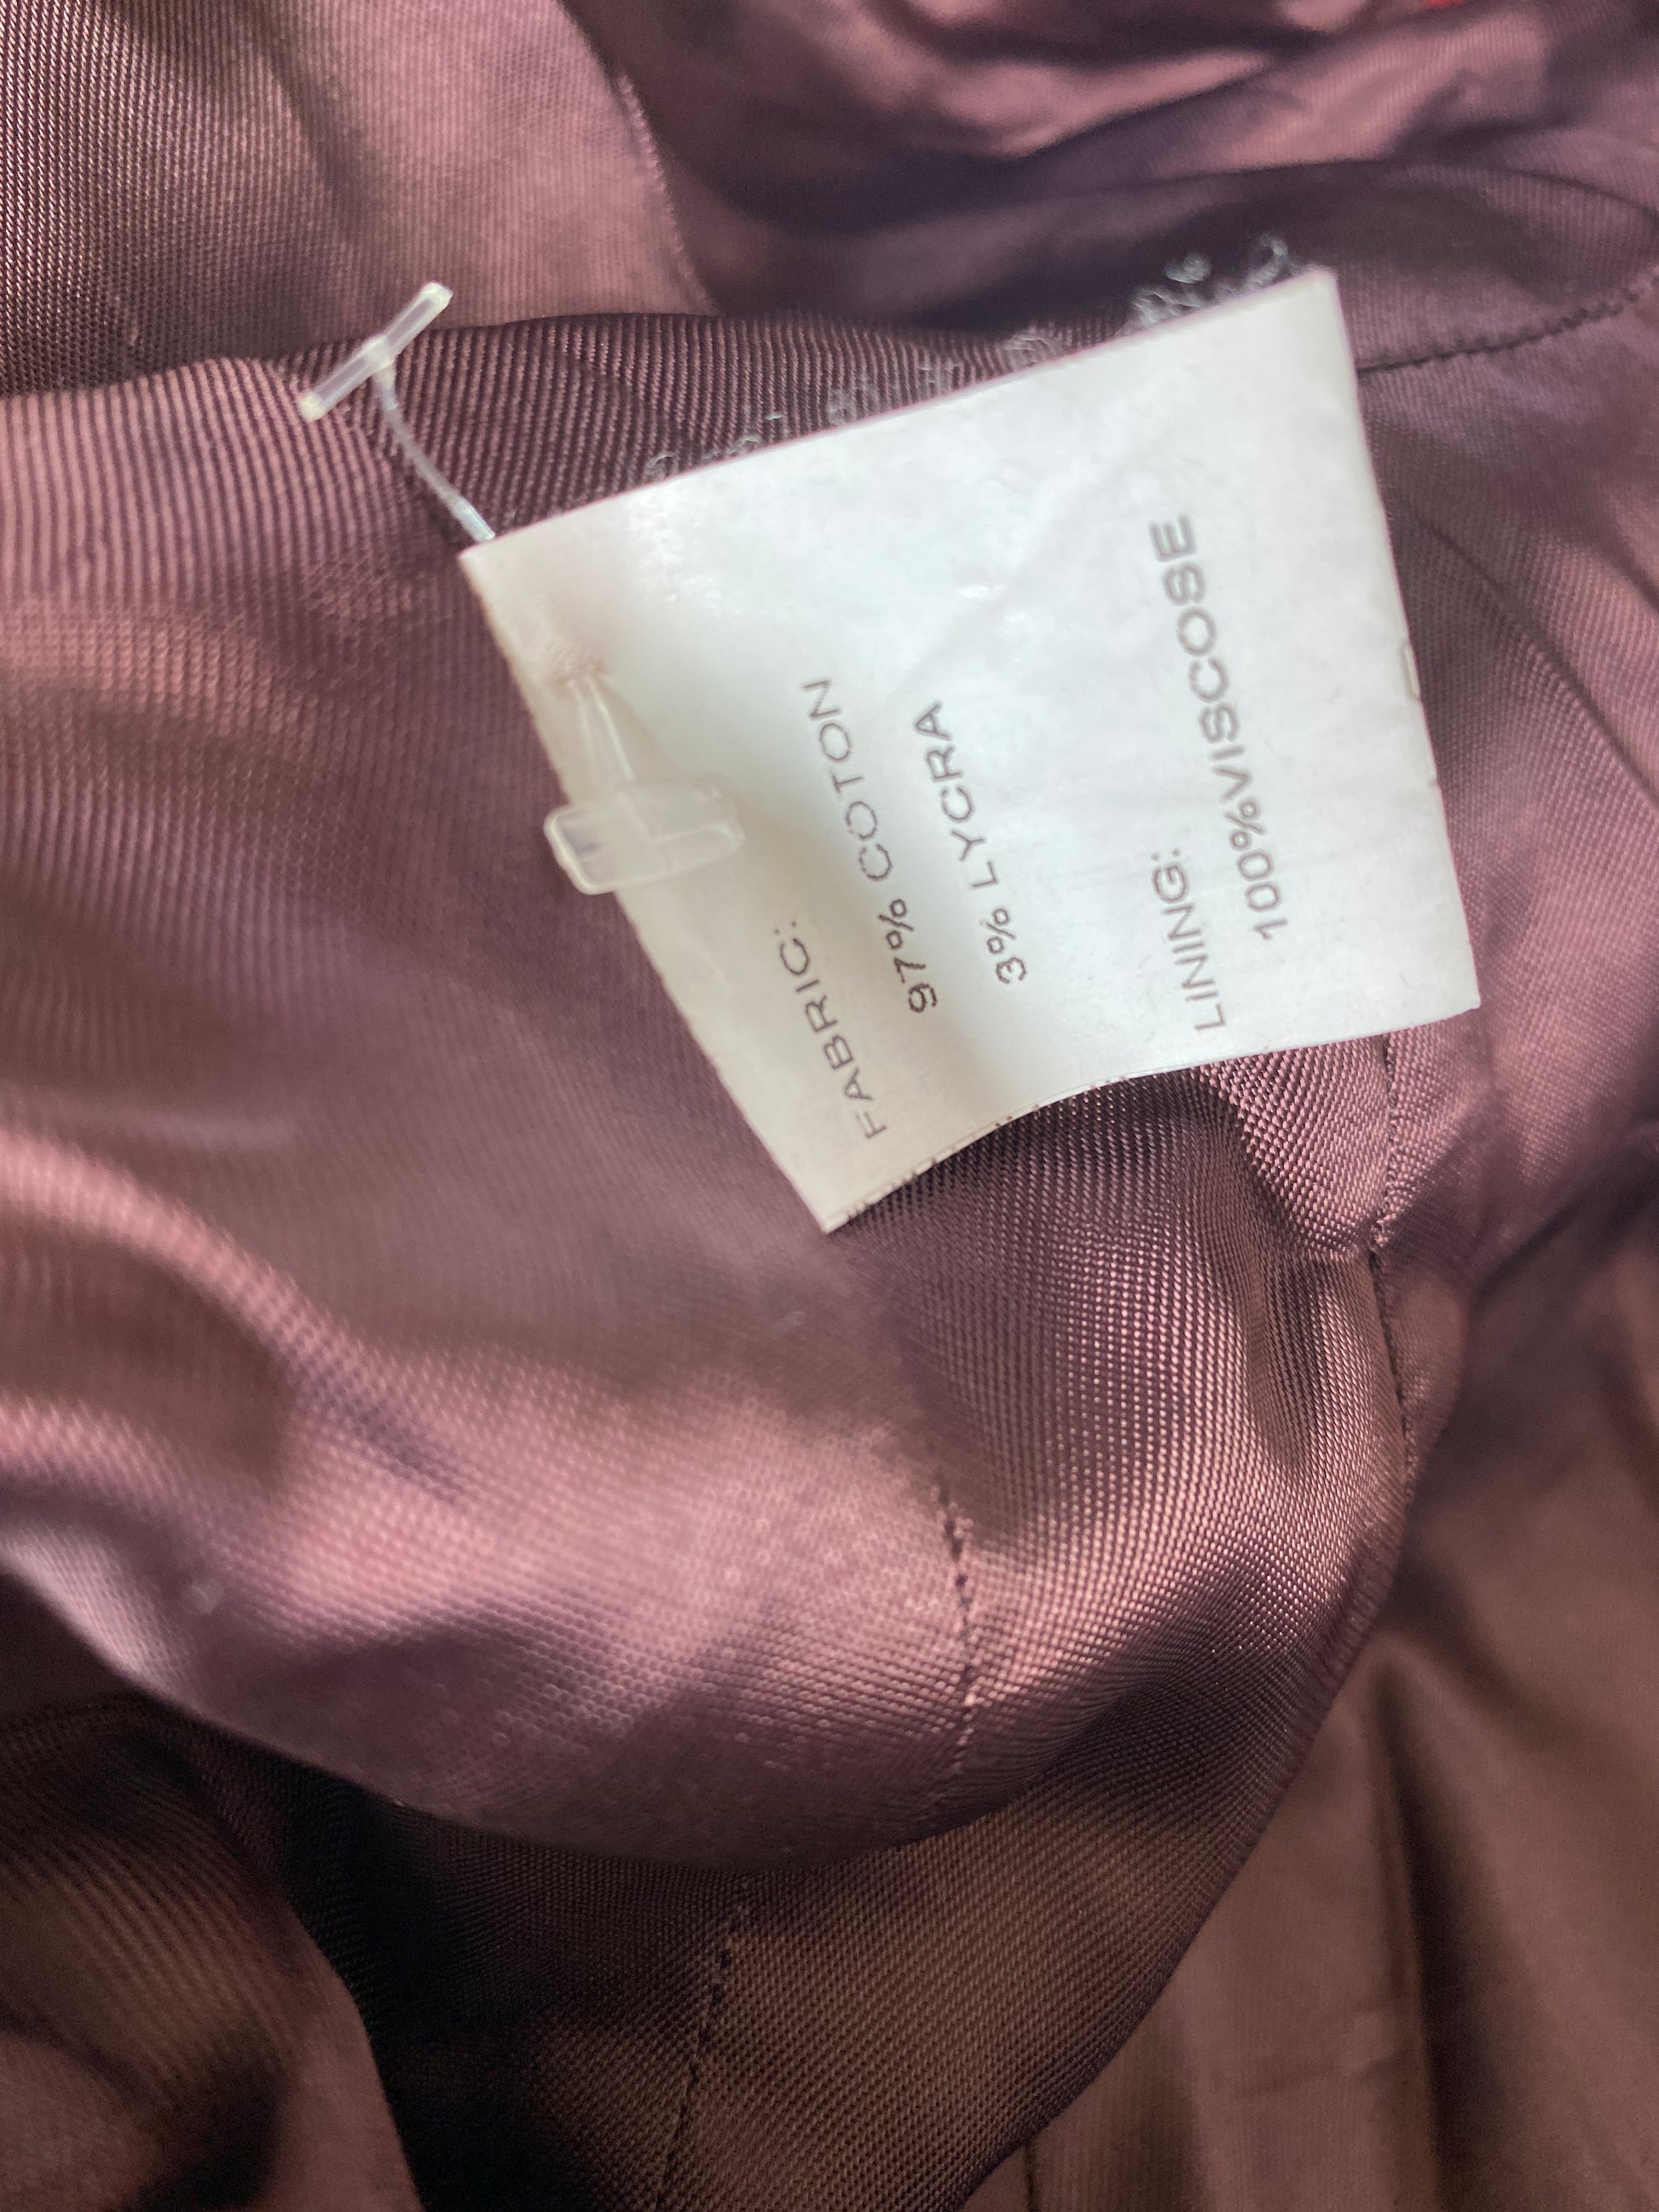 FABRIC:
97% COTON
3% LYCRA
LINING:
100%VISCOSE